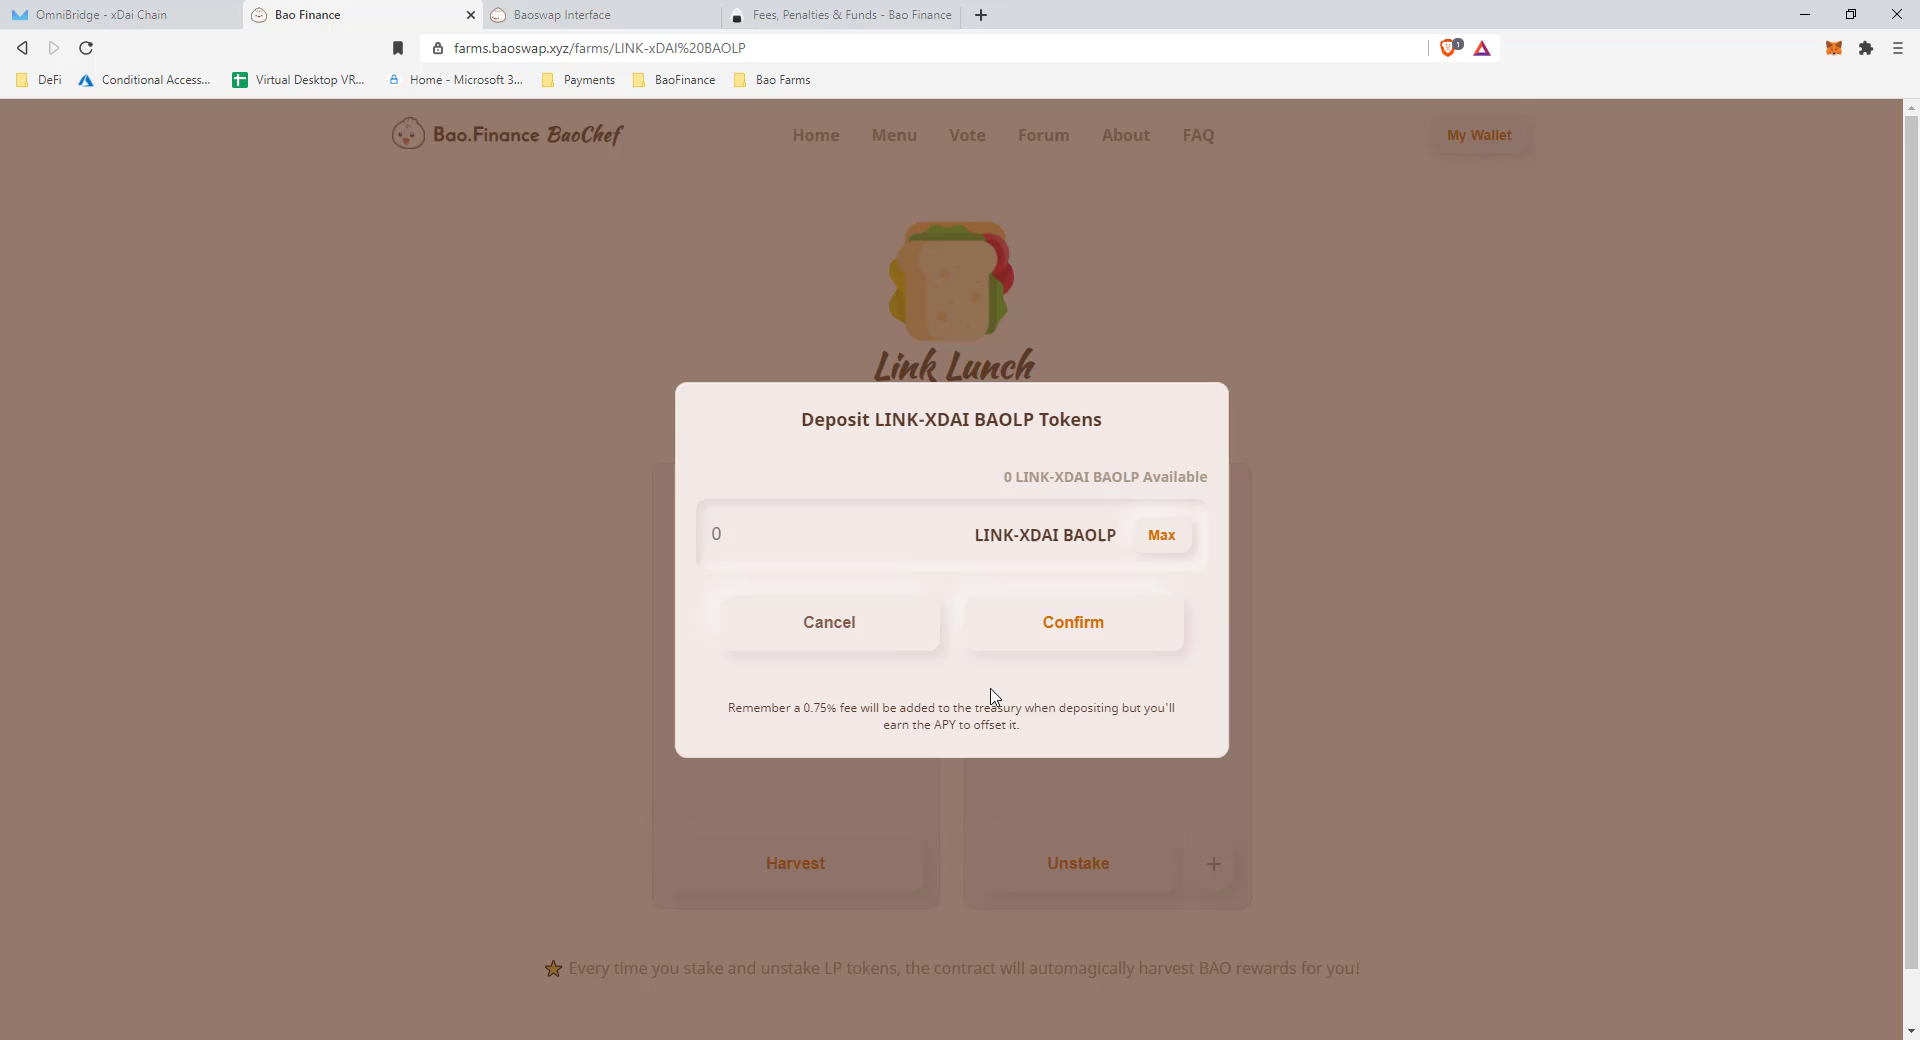 OmniBridge - xDai Chain
Bao Finance
Baoswap Interface
Fees, Penalties & Funds - Bao Finance
farms.baoswap.xyz/farms/LINK-xDAI%20BAOLP
1
DeFi
Conditional Access...
Virtual Desktop VR...
Home - Microsoft 3...
Payments
BaoFinance
Bao Farms
Bao.Finance BaoChef
Home
Menu
Vote
Forum
About
FAQ
My Wallet
Link Lunch
Deposit LINK-XDAI BAOLP Tokens
0 LINK-XDAI BAOLP Available
0
LINK-XDAI BAOLP
Max
Cancel
Confirm
Remember a 0.75% fee will be added to the treasury when depositing but you'll
earn the APY to offset it.
Harvest
Unstake
+
Every time you stake and unstake LP tokens, the contract will automagically harvest BAO rewards for you!